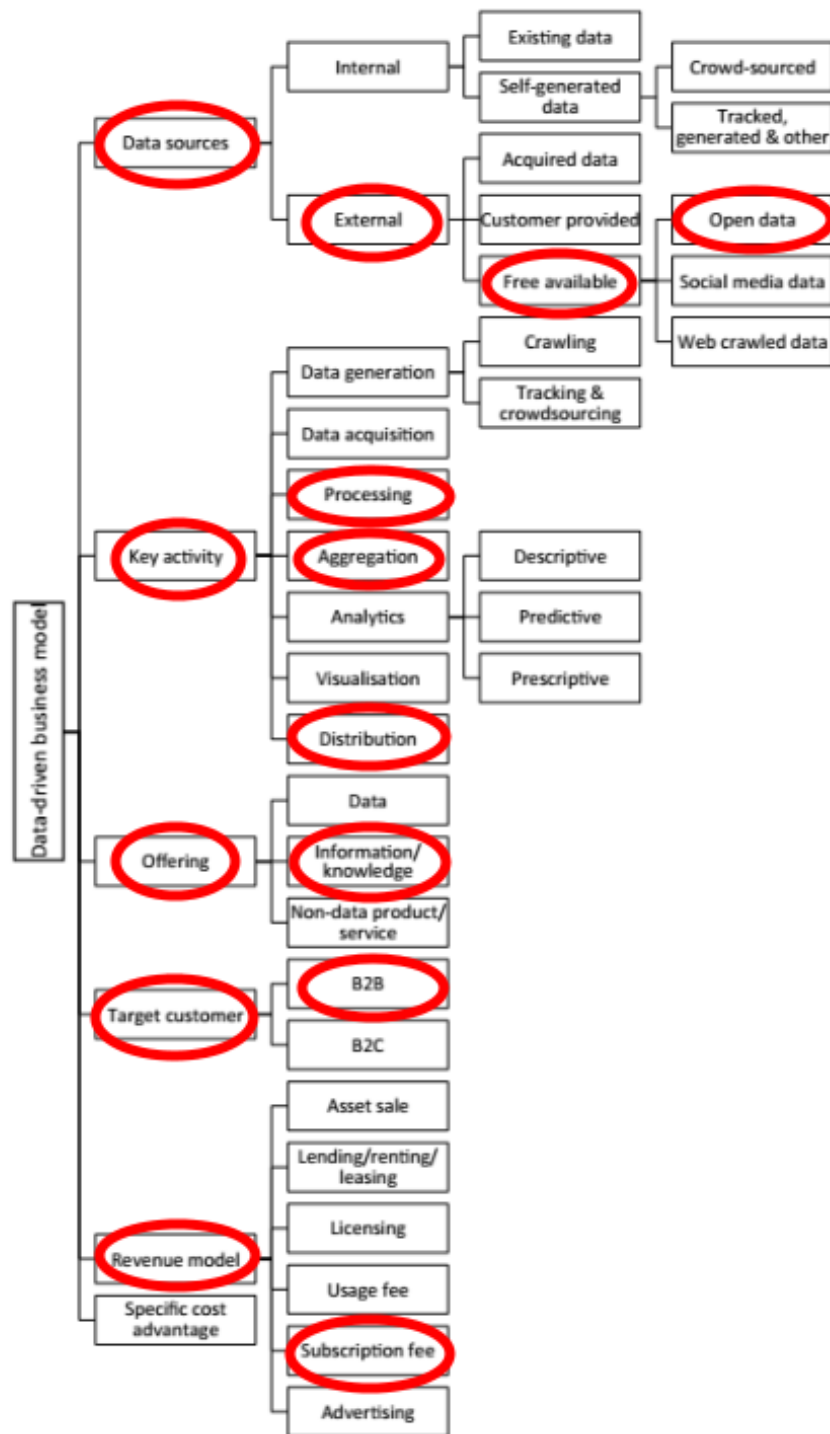 Data-driven business model
Data sources
Internal
Existing data
Self-generated
data
Crowd-sourced
Tracked,
generated & other
External
Acquired data
Customer provided
Free available
Open data
Social media data
Web crawled data
Key activity
Data generation
Crawling
Tracking &
crowdsourcing
Data acquisition
Processing
Aggregation
Analytics
Descriptive
Predictive
Prescriptive
Visualisation
Distribution
Offering
Data
Information/
knowledge
Non-data product/
service
Target customer
B2B
B2C
Revenue model
Asset sale
Lending/renting/
leasing
Licensing
Usage fee
Subscription fee
Advertising
Specific cost
advantage